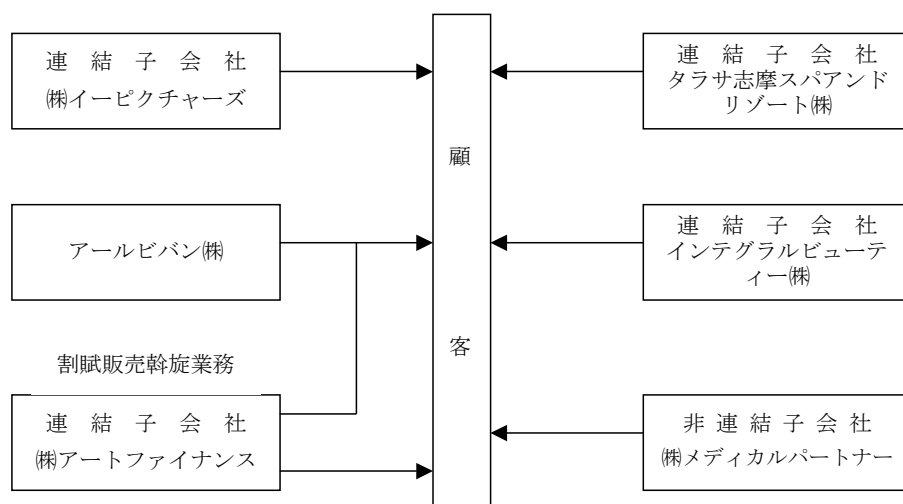 連結子会社
㈱イーピクチャーズ
アールビバン㈱
割賦販売斡旋業務
連結子会社
㈱アートファイナンス
顧
客
連結子会社
タラサ志摩スパアンド
リゾート㈱
連結子会社
インテグラルビューテ
ィー㈱
非連結子会社
㈱メディカルパートナー